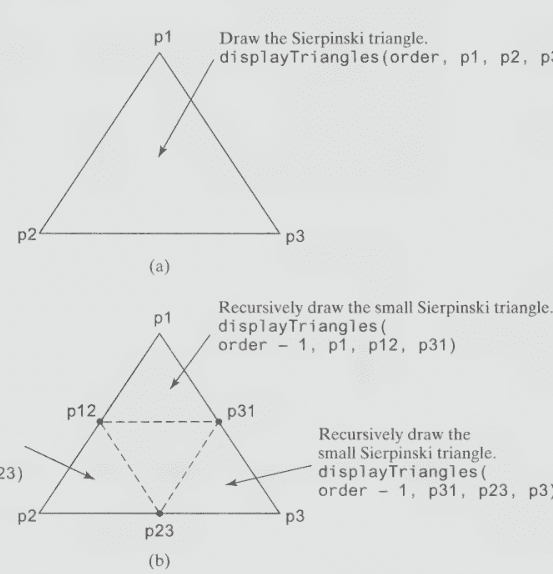 p1
Draw the Sierpinski triangle.
displayTriangles(order, p1, p2, p3
p2
p3
(a)
Recursively draw the small Sierpinski triangle.
p1
displayTriangles(
order – 1, p1, p12, p31)
p12
p31
Recursively draw the
small Sierpinski triangle.
displayTriangles(
order – 1, p31, p23, p3)
23)
p2
p3
p23
(b)